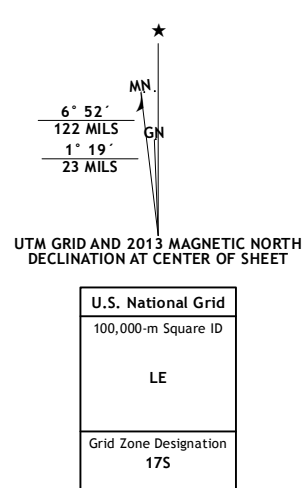 ★
MN
6° 52´
122 MILS
GN
1° 19´
23 MILS
UTM GRID AND 2013 MAGNETIC NORTH
DECLINATION AT CENTER OF SHEET
U.S. National Grid
100,000-m Square ID
LE
Grid Zone Designation
17S